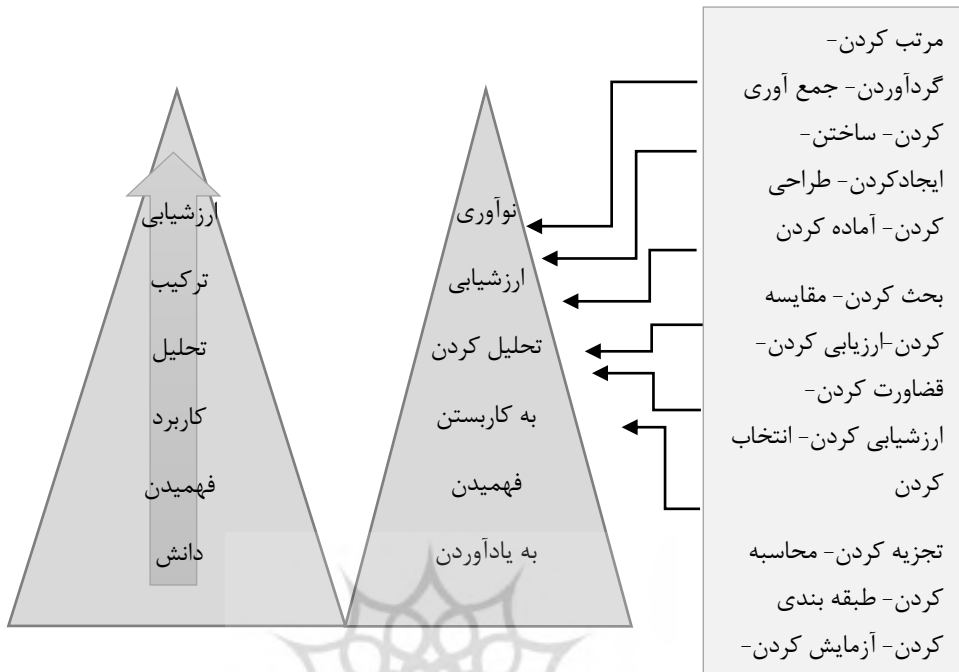 مرتب کردن-
گردآوردن- جمع آوری
کردن- ساختن-
ایجادکردن- طراحی
کردن- آماده کردن
بحث کردن- مقایسه
کردن-ارزیابی کردن-
قضاورت کردن-
ارزشیابی کردن- انتخاب
کردن
تجزیه کردن- محاسبه
کردن- طبقه بندی
کردن- آزمایش کردن-
نوآوری
ارزشیابی
تحلیل کردن
به کاربستن
فهمیدن
به یادآوردن
ارزشیابی
ترکیب
تحلیل
کاربرد
فهمیدن
دانش